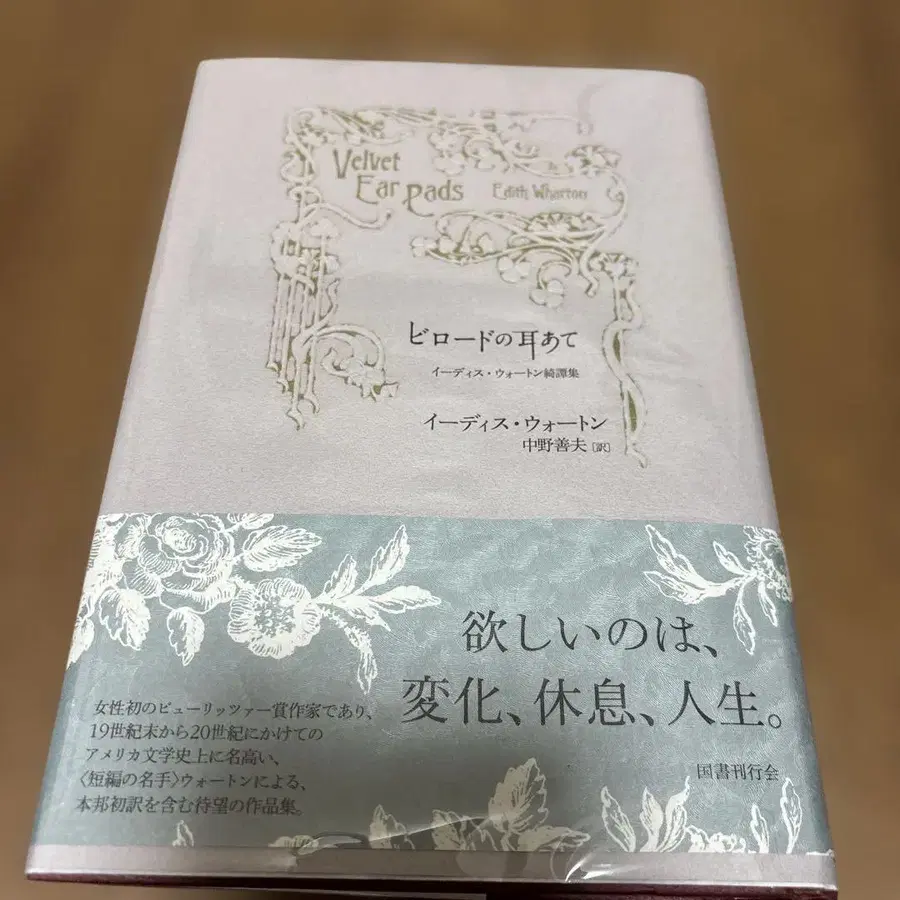 Velvet
Ear Pads Edith Wharton
ビロードの耳あて
イーディス・ウォートン綺譚集
イーディス・ウォートン
中野善夫[訳]
欲しいのは、
変化、休息、人生。
女性初のピューリッツァー賞作家であり、
19世紀末から20世紀にかけての
アメリカ文学史上に名高い、
〈短編の名手〉ウォートンによる、
本邦初訳を含む待望の作品集。
国書刊行会